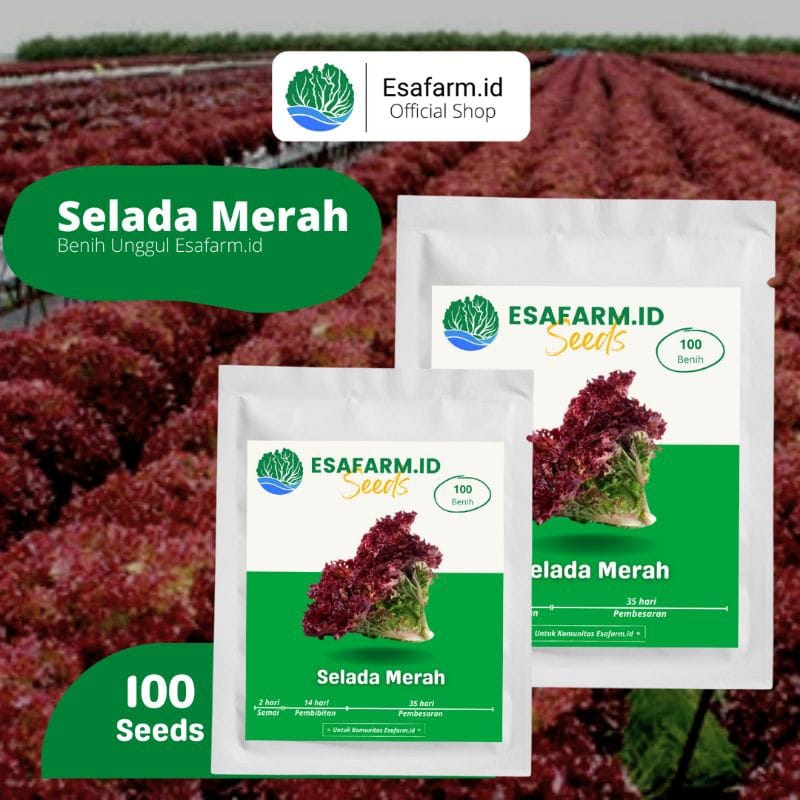 Esafarm.id
Official Shop
Selada Merah
Benih Unggul Esafarm.id
ESAFARM.ID
Seeds
100
Benih
elada Merah
35 hari
Pembesaran
Untuk Komunitas Esafarm.id
ESAFARM.ID
Seeds
100
Benih
Selada Merah
2 hari
Semai
14 hari
Pembibitan
35 hari
Pembesaran
Untuk Komunitas Esafarm.id
100
Seeds